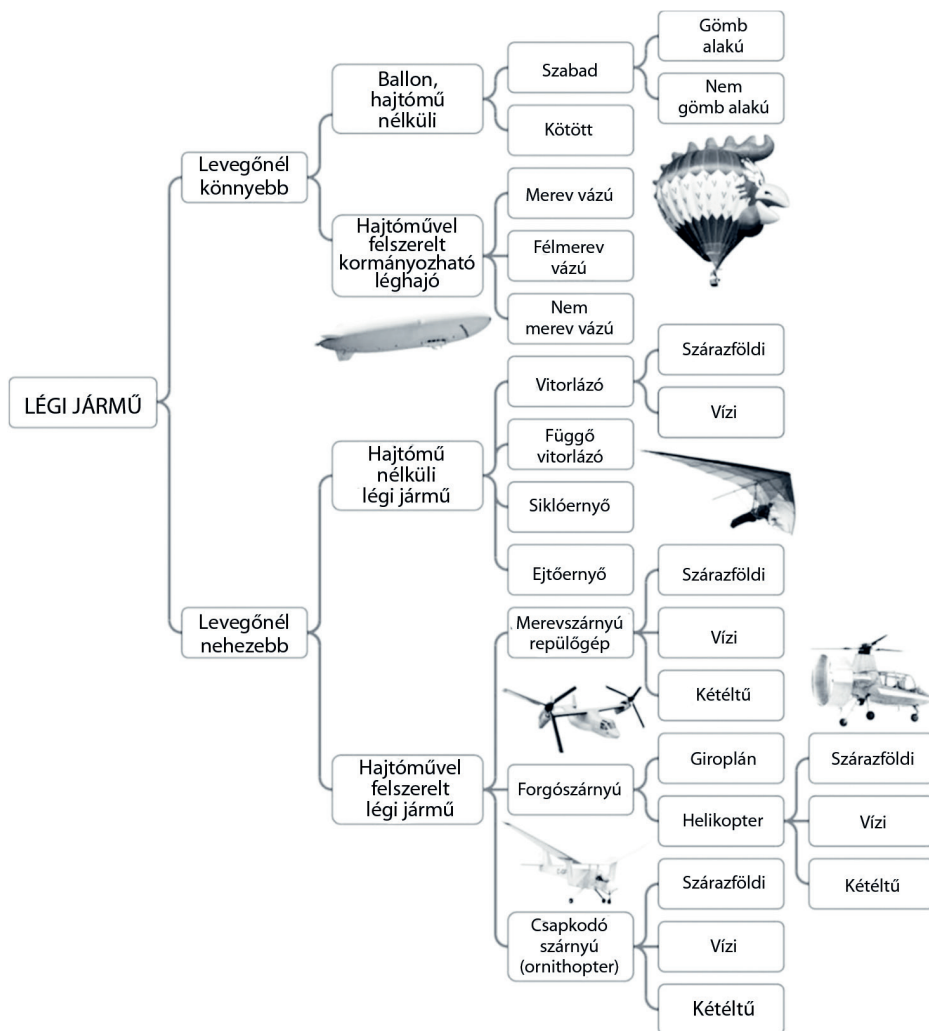 LÉGI JÁRMŰ
Levegőnél
könnyebb
Ballon,
hajtómű
nélküli
Szabad
Gömb
alakú
Nem
gömb alakú
Kötött
Hajtóművel
felszerelt
kormányozható
léghajó
Merev vázú
Félmerev
vázú
Nem
merev vázú
Levegőnél
nehezebb
Hajtómű
nélküli
légi jármű
Vitorlázó
Szárazföldi
Vízi
Függő
vitorlázó
Siklóernyő
Ejtőernyő
Hajtóművel
felszerelt
légi jármű
Merevszárnyú
repülőgép
Szárazföldi
Vízi
Kétéltű
Forgószárnyú
Giroplán
Helikopter
Szárazföldi
Vízi
Kétéltű
Csapkodó
szárnyú
(ornithopter)
Szárazföldi
Vízi
Kétéltű